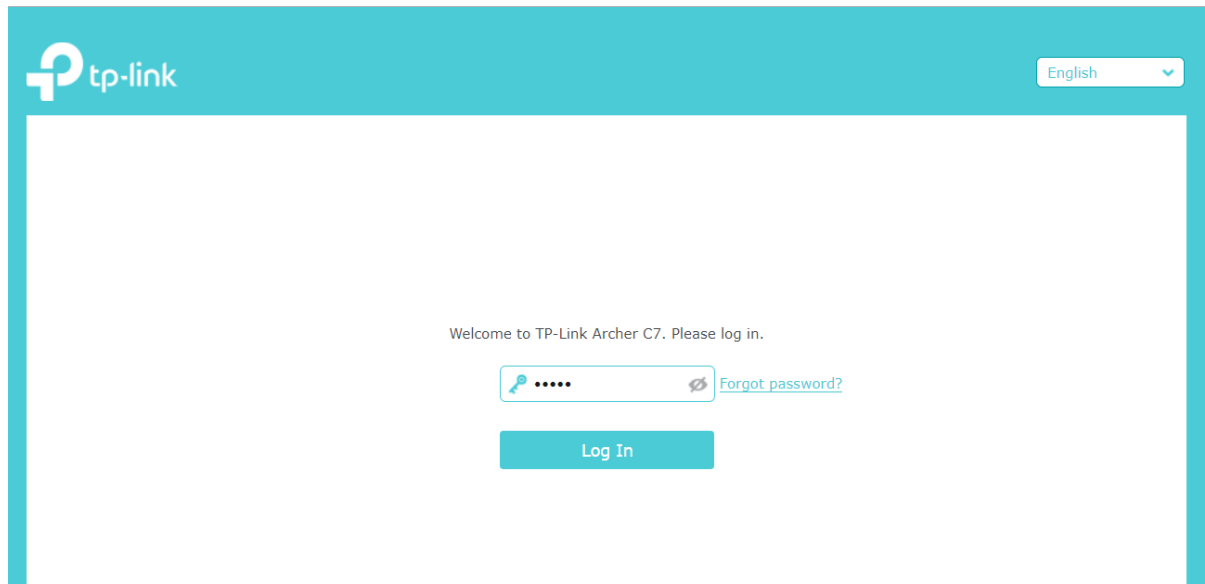 tp-link
English
Welcome to TP-Link Archer C7. Please log in.
••••• Forgot password?
Log In